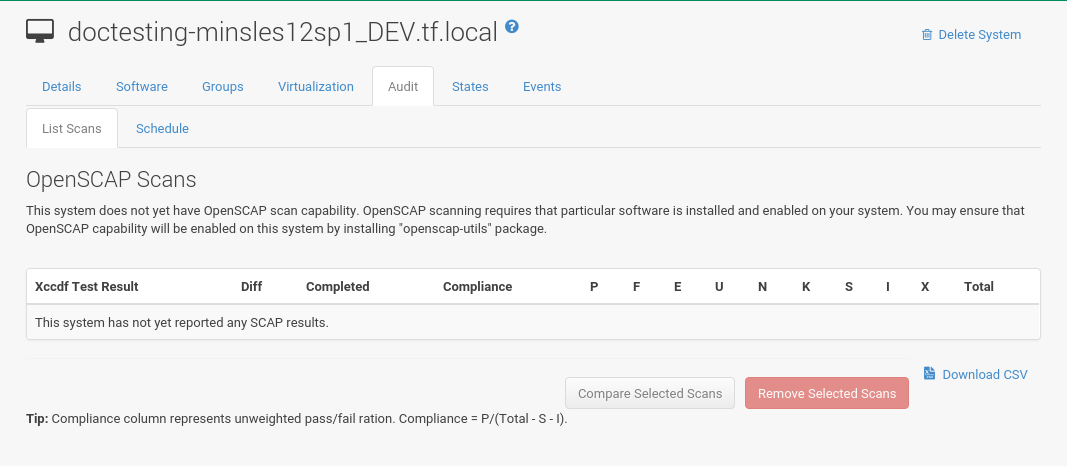 doctesting-minsles12sp1_DEV.tf.local ?
Delete System
Details Software Groups Virtualization Audit States Events
List Scans Schedule
OpenSCAP Scans
This system does not yet have OpenSCAP scan capability. OpenSCAP scanning requires that particular software is installed and enabled on your system. You may ensure that
OpenSCAP capability will be enabled on this system by installing "openscap-utils" package.
Xccdf Test Result Diff Completed Compliance P F E U N K S I X Total
This system has not yet reported any SCAP results.
Download CSV
Compare Selected Scans Remove Selected Scans
Tip: Compliance column represents unweighted pass/fail ration. Compliance = P/(Total - S - I).